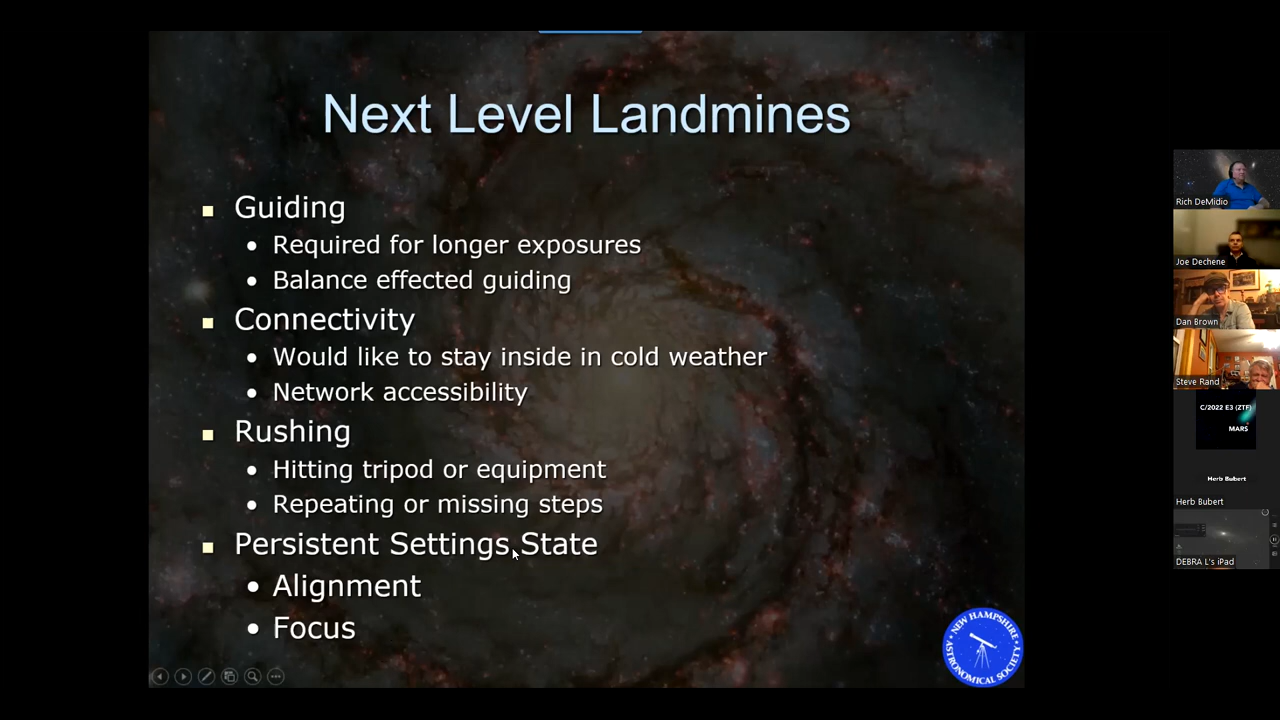 Next Level Landmines
Guiding
Required for longer exposures
Balance effected guiding
Connectivity
Would like to stay inside in cold weather
Network accessibility
Rushing
Hitting tripod or equipment
Repeating or missing steps
Persistent Settings State
Alignment
Focus
NEW HAMPSHIRE
ASTRONOMICAL SOCIETY
Rich DeMidio
Joe Dechene
Dan Brown
Steve Rand
C/2022 E3 (ZTF)
MARS
Herb Bubert
Herb Bubert
DEBRA L's iPad